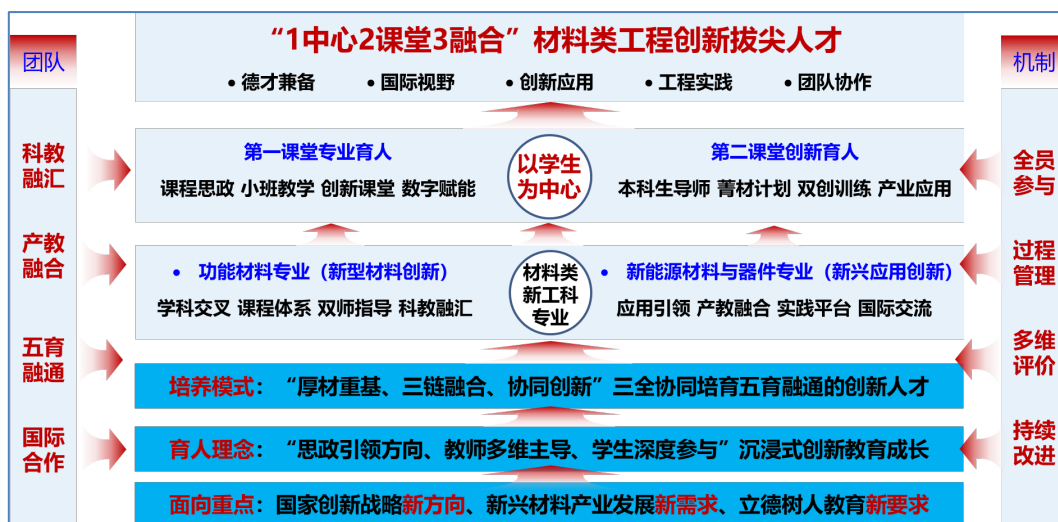 “1中心2课堂3融合”材料类工程创新拔尖人才
• 德才兼备 • 国际视野 • 创新应用 • 工程实践 • 团队协作
团队
科教
融汇
产教
融合
五育
融通
国际
合作
第一课堂专业育人
课程思政 小班教学 创新课堂 数字赋能
以学生
为中心
第二课堂创新育人
本科生导师 菁材计划 双创训练 产业应用
• 功能材料专业（新型材料创新）
学科交叉 课程体系 双师指导 科教融汇
材料类
新工科
专业
• 新能源材料与器件专业（新兴应用创新）
应用引领 产教融合 实践平台 国际交流
培养模式：“厚材重基、三链融合、协同创新”三全协同培育五育融通的创新人才
育人理念：“思政引领方向、教师多维主导、学生深度参与”沉浸式创新教育成长
面向重点：国家创新战略新方向、新兴材料产业发展新需求、立德树人教育新要求
机制
全员
参与
过程
管理
多维
评价
持续
改进